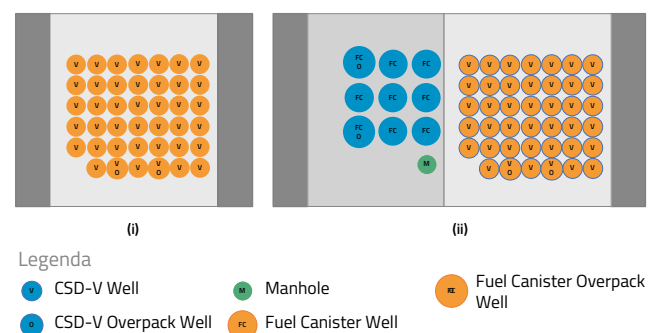 V V V V V V V
V V V V V V V
V V V V V V V
V V V V V V V
V V V V V V V
V V V V V V
O O
(i)
FC FC FC
O
FC FC FC
FC FC FC
O
M
V V V V V V V
V V V V V V V
V V V V V V V
V V V V V V V
V V V V V V V
V V V V V V
O O
(ii)
Legenda
V CSD-V Well
O CSD-V Overpack Well
M Manhole
FC Fuel Canister Well
Fuel Canister Overpack
Well